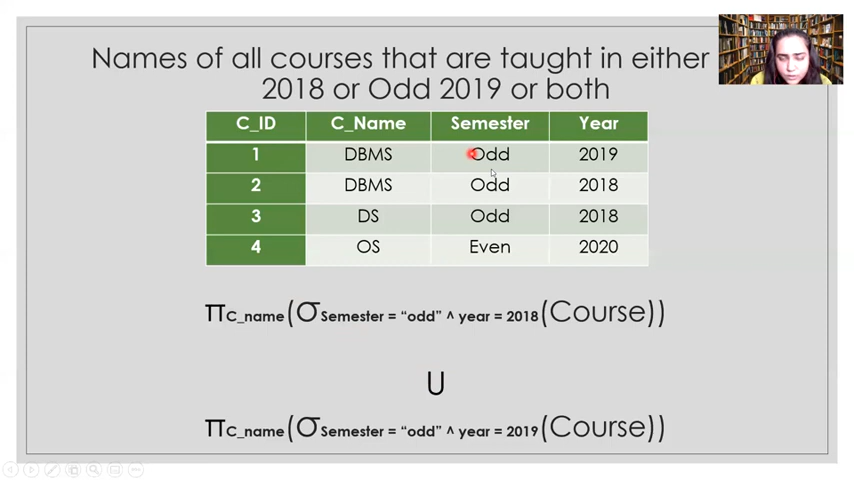 Names of all courses that are taught in either
2018 or Odd 2019 or both
C_ID C_Name Semester Year
1 DBMS Odd 2019
2 DBMS Odd 2018
3 DS Odd 2018
4 OS Even 2020
πC_name(σSemester = “odd” ^ year = 2018(Course))
U
πC_name(σSemester = “odd” ^ year = 2019(Course))